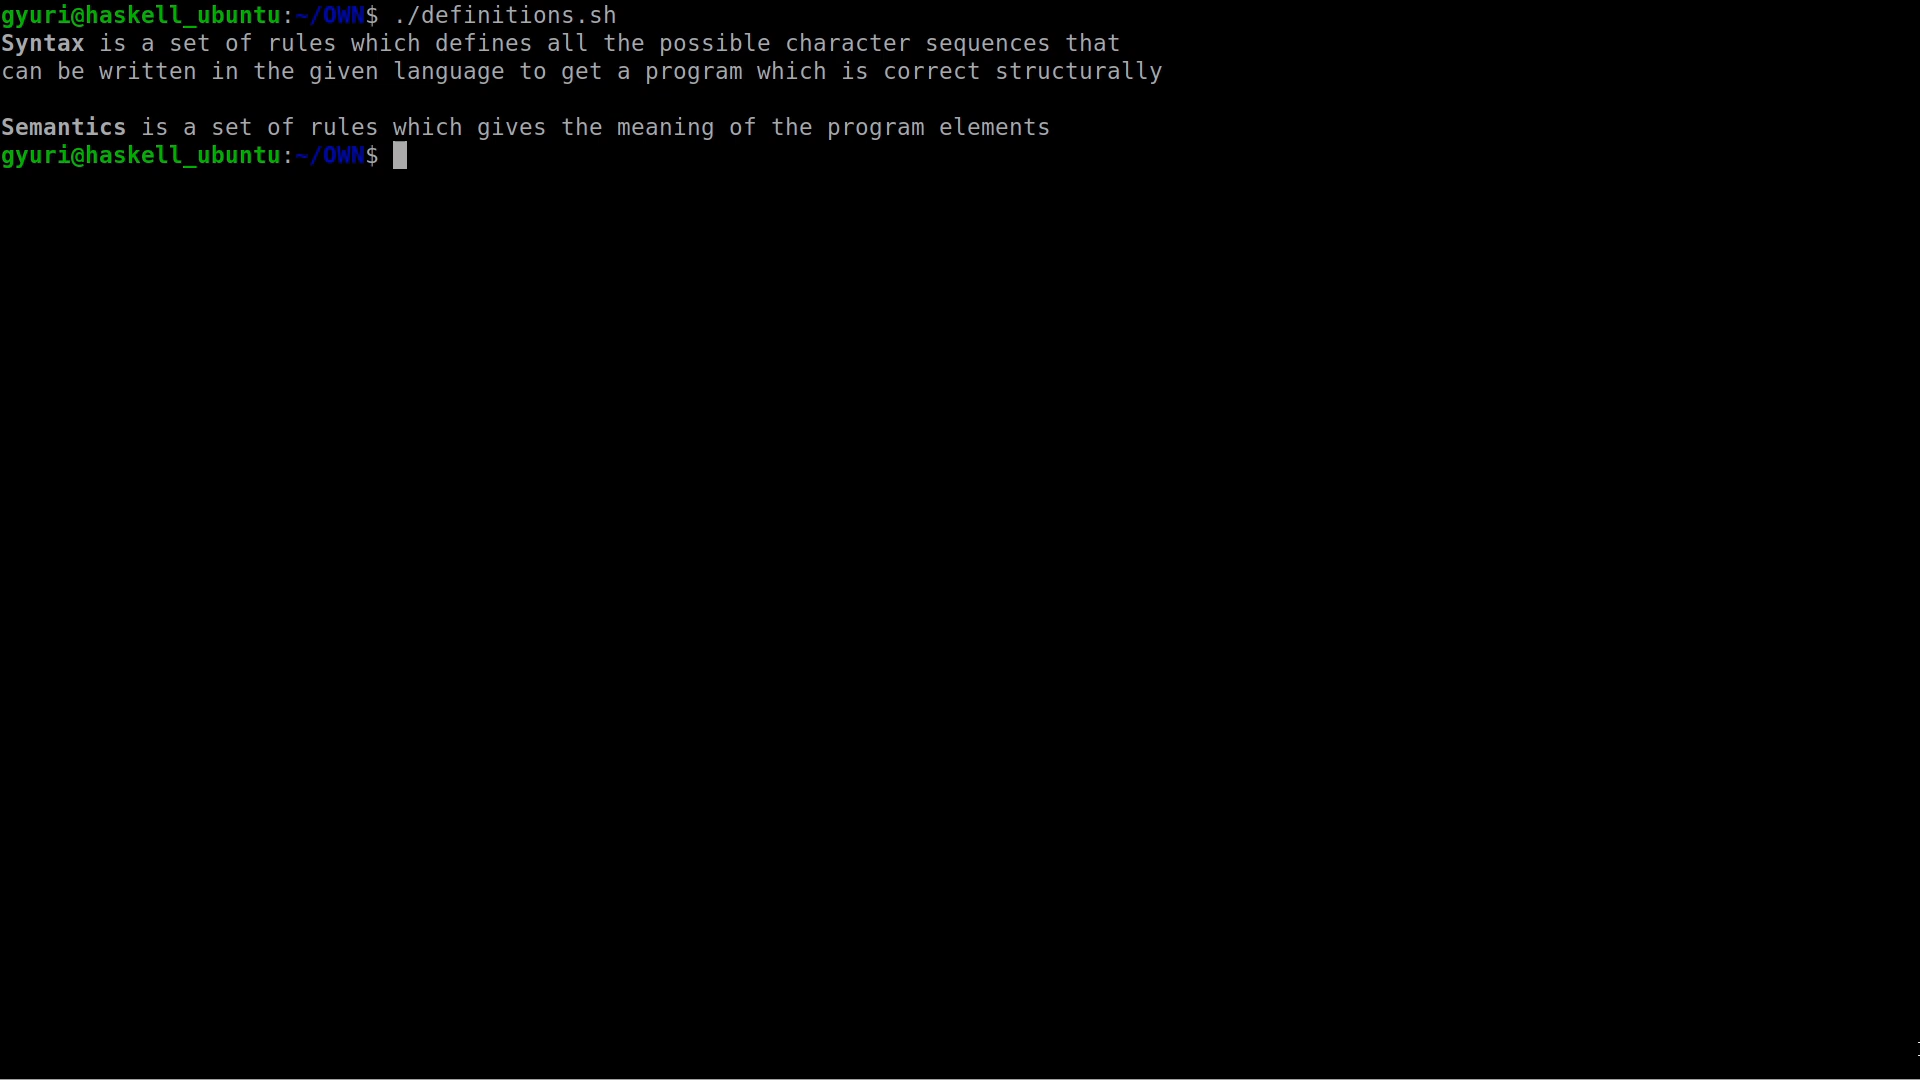 gyuri@haskell_ubuntu:~/OWN$ ./definitions.sh
Syntax is a set of rules which defines all the possible character sequences that
can be written in the given language to get a program which is correct structurally
Semantics is a set of rules which gives the meaning of the program elements
gyuri@haskell_ubuntu:~/OWN$